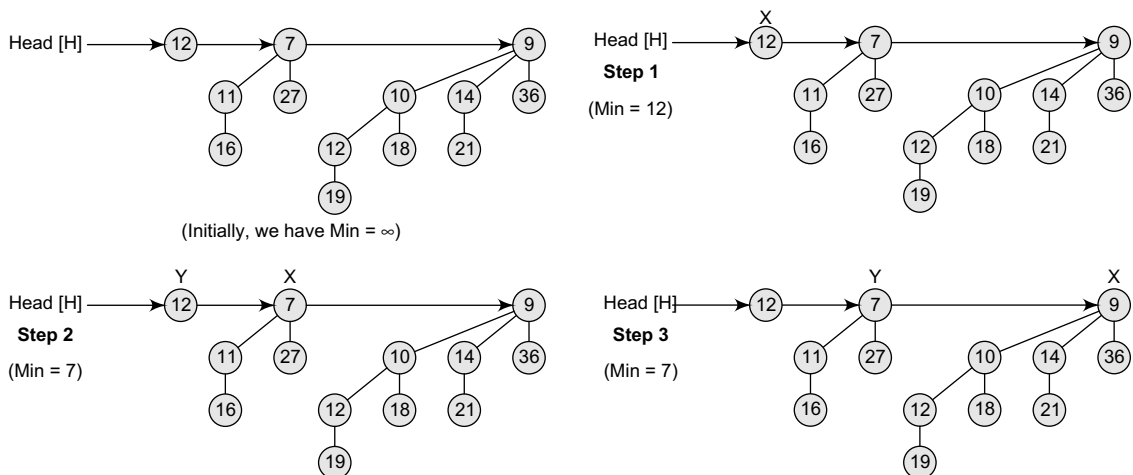 Head [H] 12 7 9
11 27 10 14 36
16 12 18 21
19
(Initially, we have Min = ∞)
X
Head [H] 12 7 9
Step 1
11 27 10 14 36
(Min = 12)
16 12 18 21
19
Y X
Head [H] 12 7 9
Step 2
11 27 10 14 36
(Min = 7)
16 12 18 21
19
Y X
Head [H] 12 7 9
Step 3
11 27 10 14 36
(Min = 7)
16 12 18 21
19